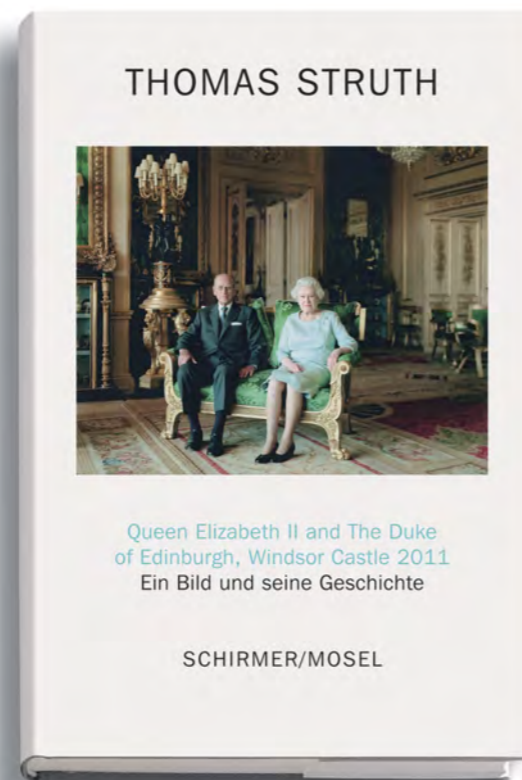 THOMAS STRUTH
Queen Elizabeth II and The Duke
of Edinburgh, Windsor Castle 2011
Ein Bild und seine Geschichte
SCHIRMER/MOSEL